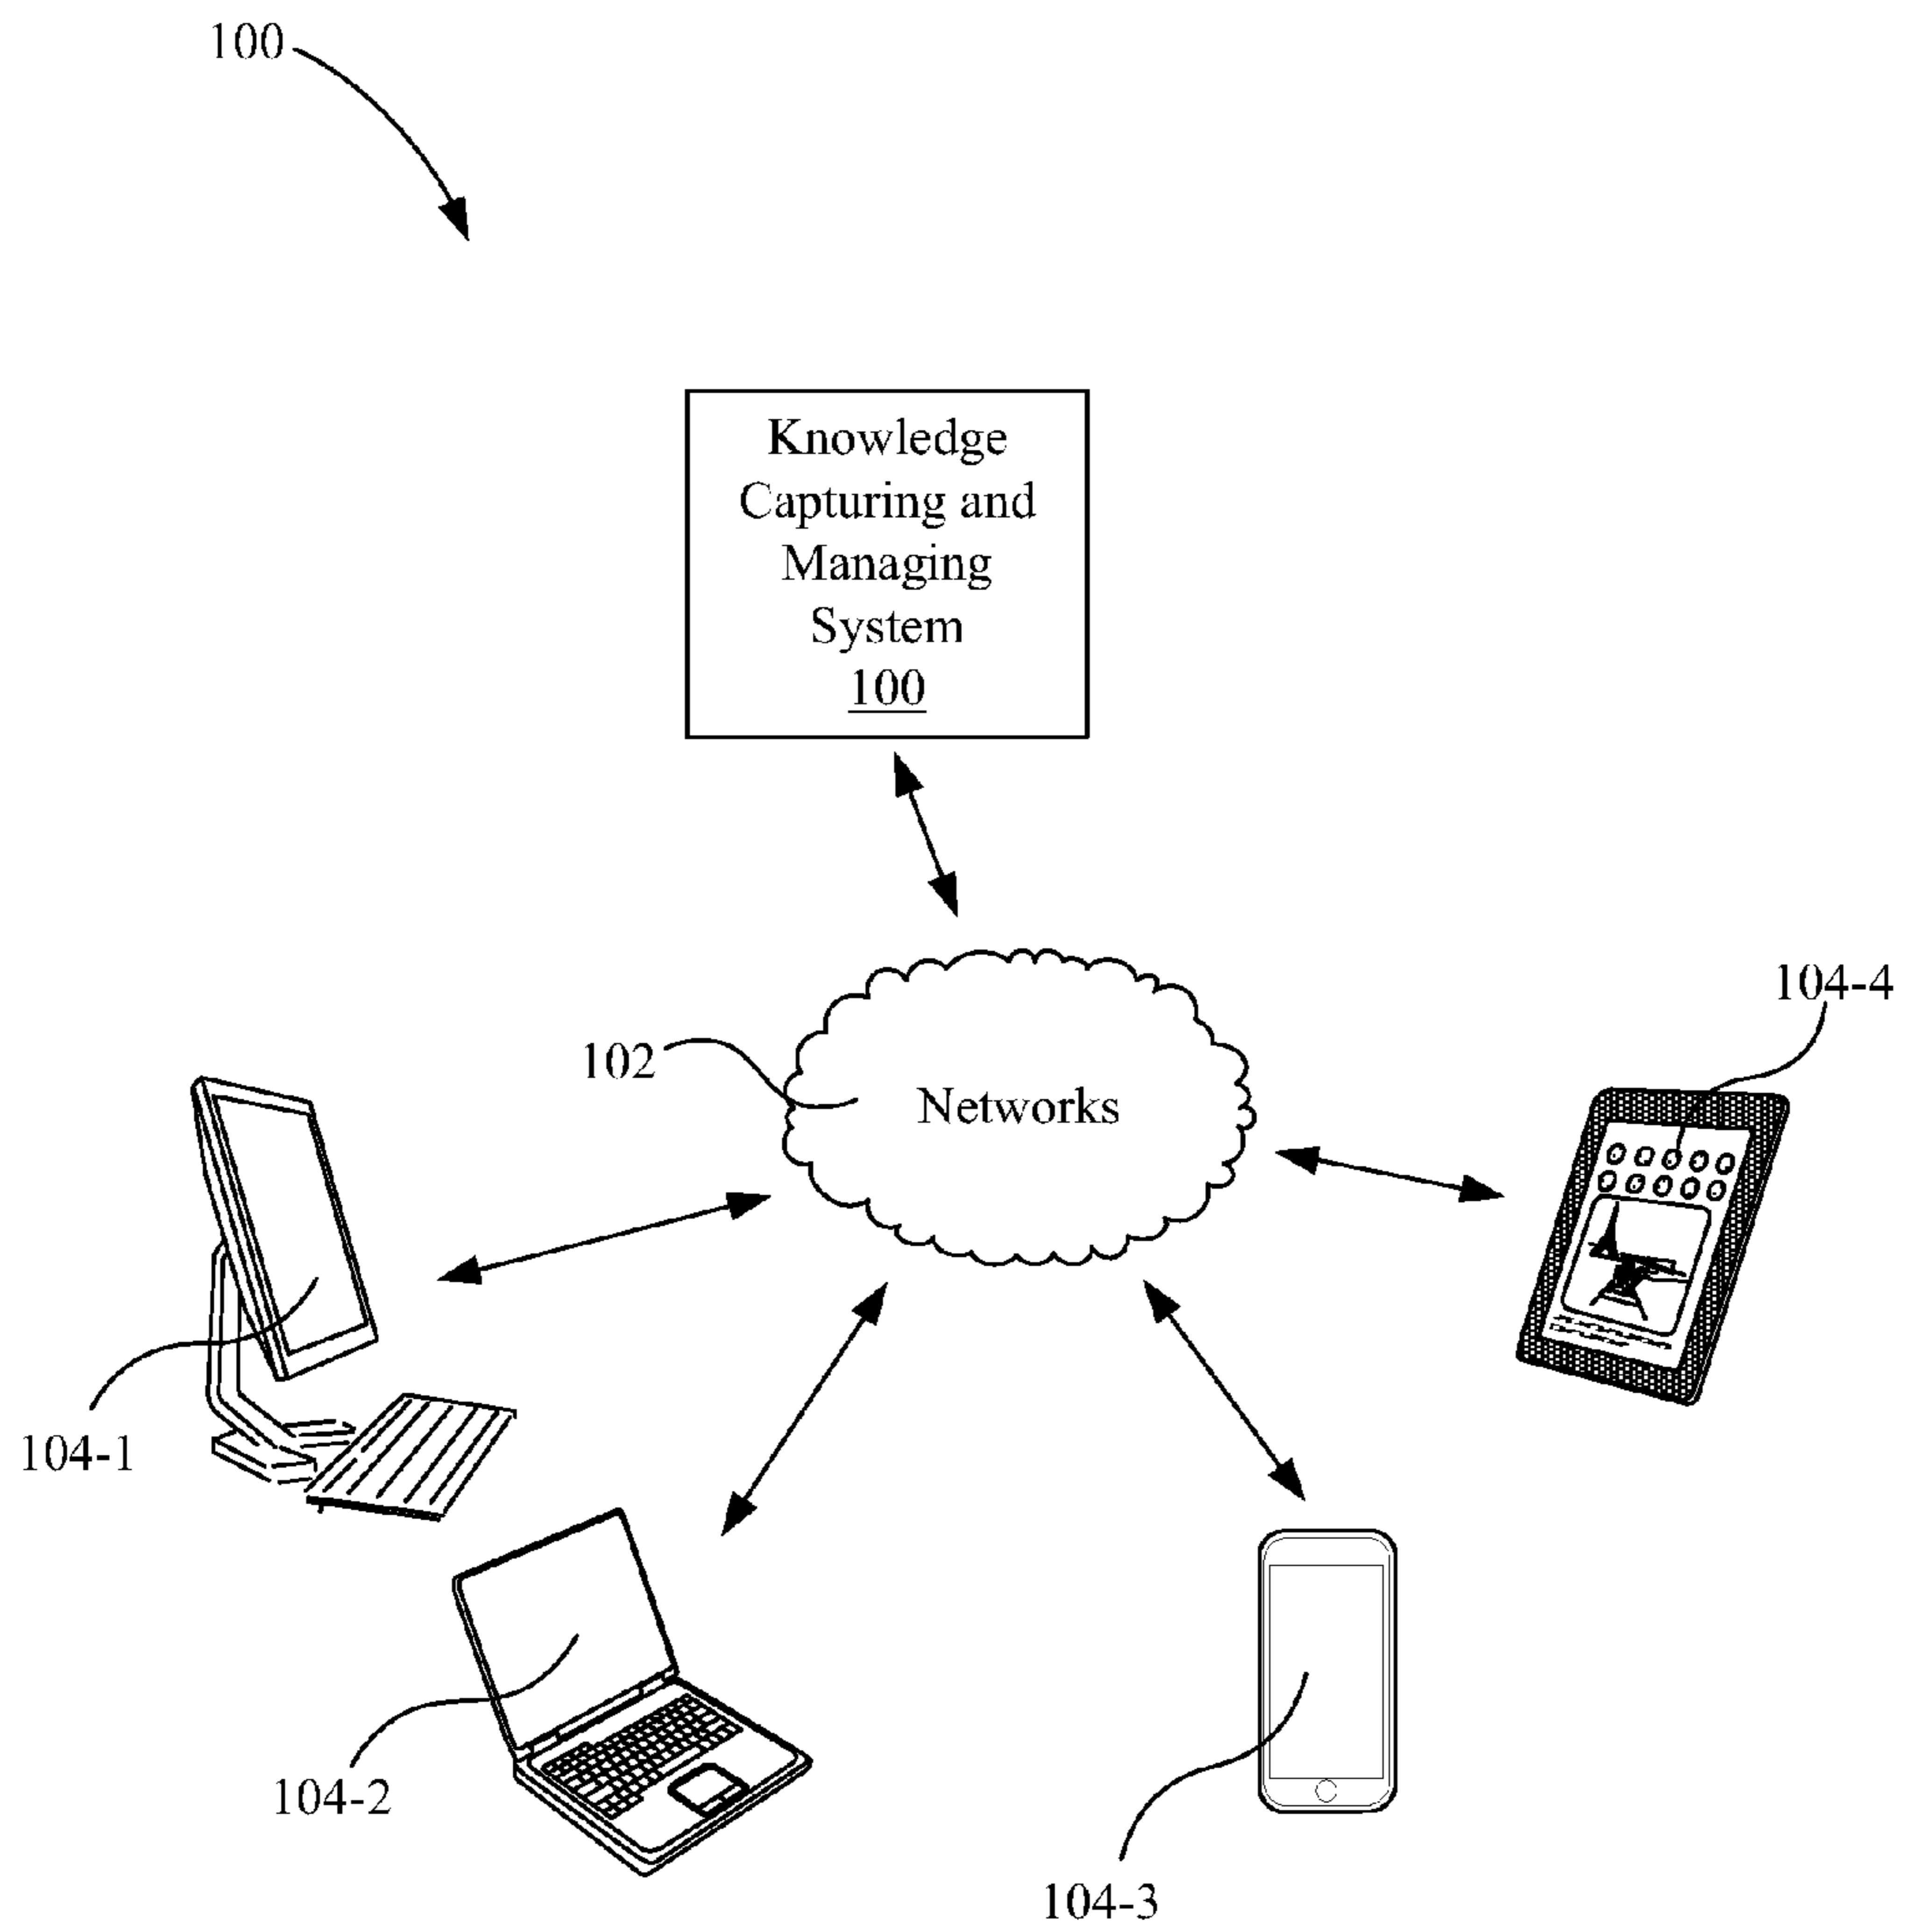 100
Knowledge
Capturing and
Managing
System
100
104-4
102
Networks
104-1
104-2
104-3